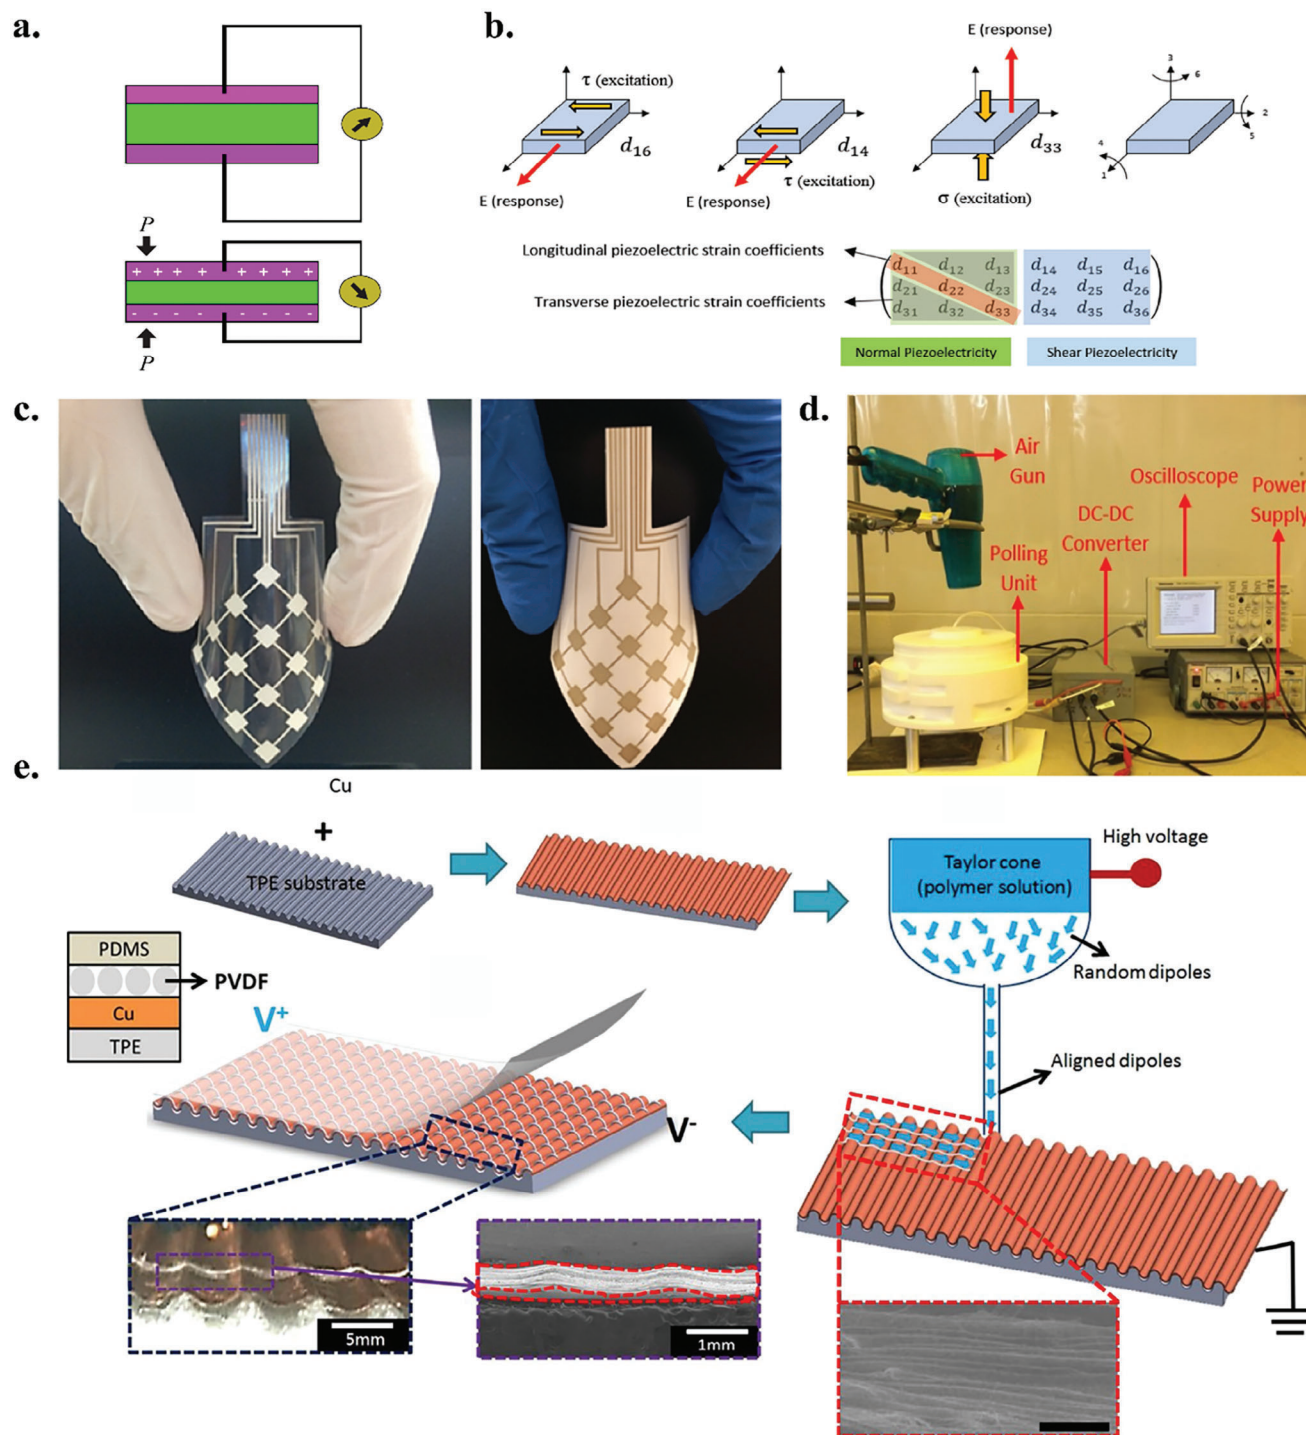 a.
P
+ + + + + + + + +
- - - - - - - - -
P
b.
τ (excitation)
d16
E (response)
d14
τ (excitation)
E (response)
E (response)
d33
σ (excitation)
3
6
2
5
4
1
Longitudinal piezoelectric strain coefficients
Transverse piezoelectric strain coefficients
d11 d12 d13 d14 d15 d16
d21 d22 d23 d24 d25 d26
d31 d32 d33 d34 d35 d36
Normal Piezoelectricity
Shear Piezoelectricity
c.
d.
Air
Gun
Oscilloscope
Power
Supply
DC-DC
Converter
Polling
Unit
e.
Cu
+
TPE substrate
High voltage
Taylor cone
(polymer solution)
Random dipoles
Aligned dipoles
PDMS
PVDF
Cu
TPE
V+
V-
5mm
1mm